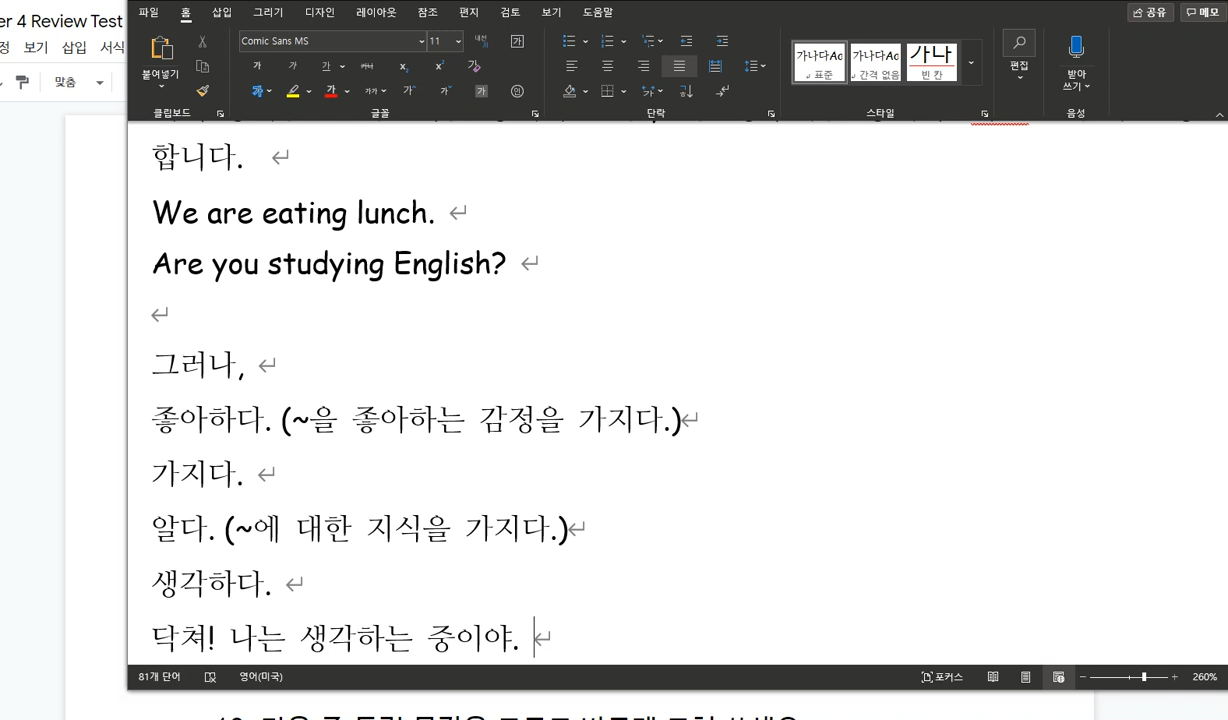 er 4 Review Test
파일 홈 삽입 그리기 디자인 레이아웃 참조 편지 검토 보기 도움말
공유 메모
정 보기 삽입 서식
맞춤
붙여넣기
Comic Sans MS 11
가나다Ac 가나다Ac 가나
표준 간격 없음 빈 칸
편집
받아
쓰기
클립보드 글꼴 단락 스타일 음성
합니다.
We are eating lunch.
Are you studying English?
그러나,
좋아하다. (~을 좋아하는 감정을 가지다.)
가지다.
알다. (~에 대한 지식을 가지다.)
생각하다.
닥쳐! 나는 생각하는 중이야.
81개 단어 영어(미국) 포커스 260%